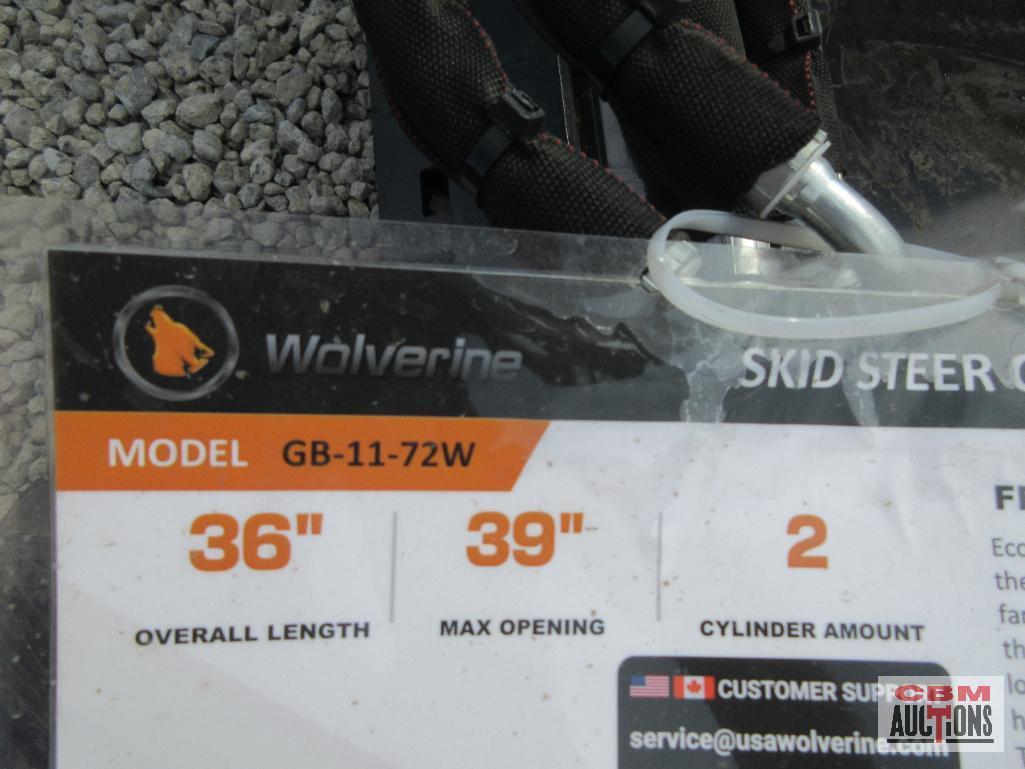 Wolverine
SKID STEER
MODEL GB-11-72W
36" 39" 2
OVERALL LENGTH MAX OPENING CYLINDER AMOUNT
CUSTOMER SUPPORT
service@usawolverine.com
CBM
AUCTIONS